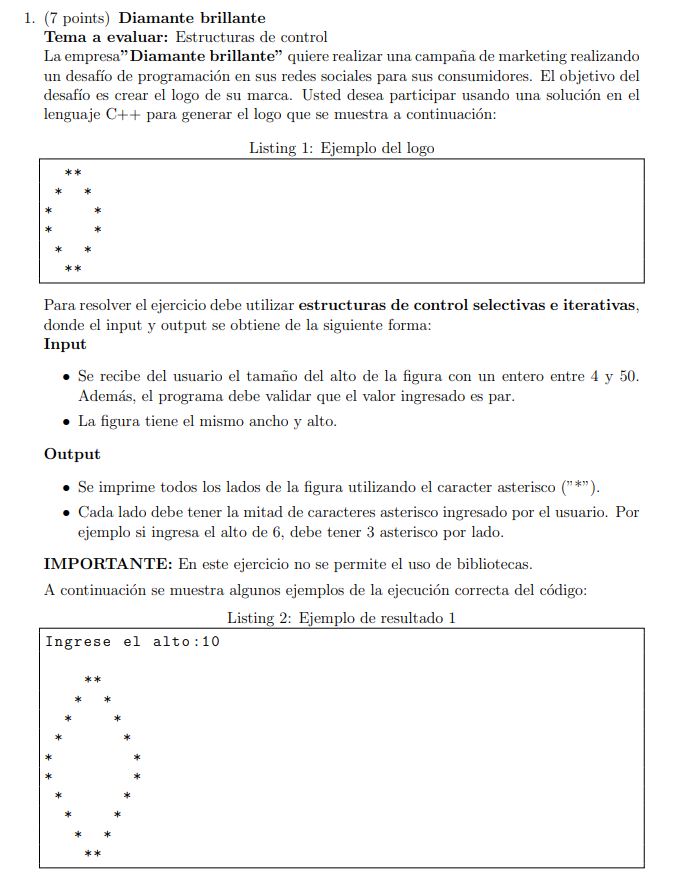 1. (7 points) Diamante brillante
Tema a evaluar: Estructuras de control
La empresa"Diamante brillante" quiere realizar una campaña de marketing realizando
un desafío de programación en sus redes sociales para sus consumidores. El objetivo del
desafío es crear el logo de su marca. Usted desea participar usando una solución en el
lenguaje C++ para generar el logo que se muestra a continuación:
Listing 1: Ejemplo del logo
  **
 *  *
*    *
*    *
 *  *
  **
Para resolver el ejercicio debe utilizar estructuras de control selectivas e iterativas,
donde el input y output se obtiene de la siguiente forma:
Input
• Se recibe del usuario el tamaño del alto de la figura con un entero entre 4 y 50.
Además, el programa debe validar que el valor ingresado es par.
• La figura tiene el mismo ancho y alto.
Output
• Se imprime todos los lados de la figura utilizando el caracter asterisco ("*").
• Cada lado debe tener la mitad de caracteres asterisco ingresado por el usuario. Por
ejemplo si ingresa el alto de 6, debe tener 3 asterisco por lado.
IMPORTANTE: En este ejercicio no se permite el uso de bibliotecas.
A continuación se muestra algunos ejemplos de la ejecución correcta del código:
Listing 2: Ejemplo de resultado 1
Ingrese el alto:10
    **
   *  *
  *    *
 *      *
*        *
*        *
 *      *
  *    *
   *  *
    **